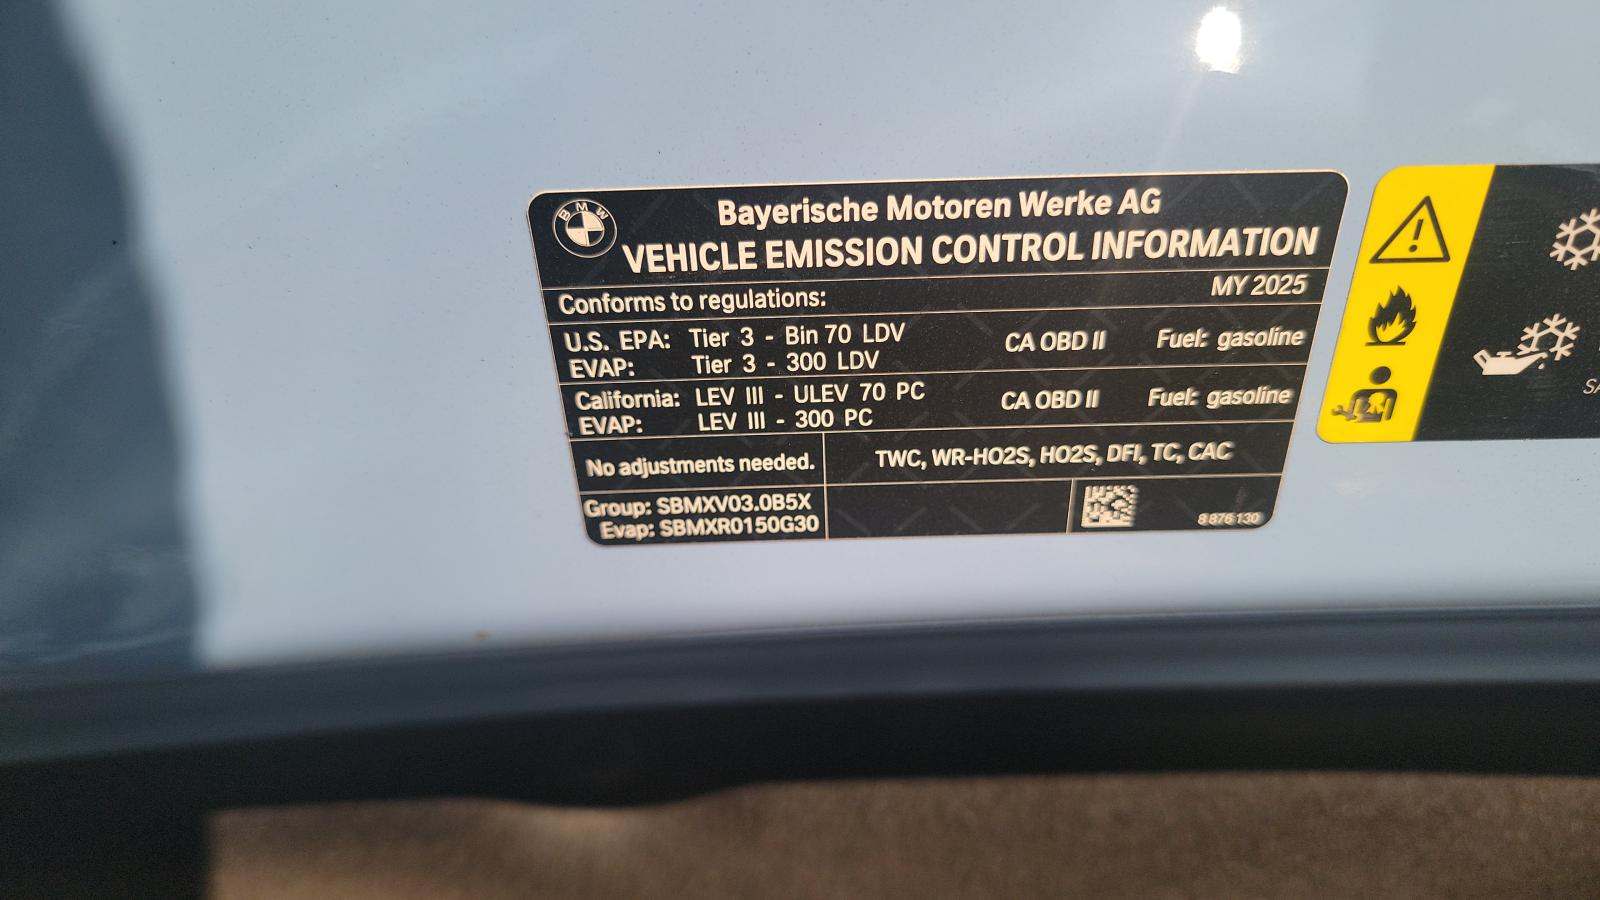 BMW
Bayerische Motoren Werke AG
VEHICLE EMISSION CONTROL INFORMATION
Conforms to regulations: MY 2025
U.S. EPA: Tier 3 - Bin 70 LDV CA OBD II Fuel: gasoline
EVAP: Tier 3 - 300 LDV
California: LEV III - ULEV 70 PC CA OBD II Fuel: gasoline
EVAP: LEV III - 300 PC
No adjustments needed. TWC, WR-HO2S, HO2S, DFI, TC, CAC
Group: SBMXV03.0B5X
Evap: SBMXR0150G30
8 876 130